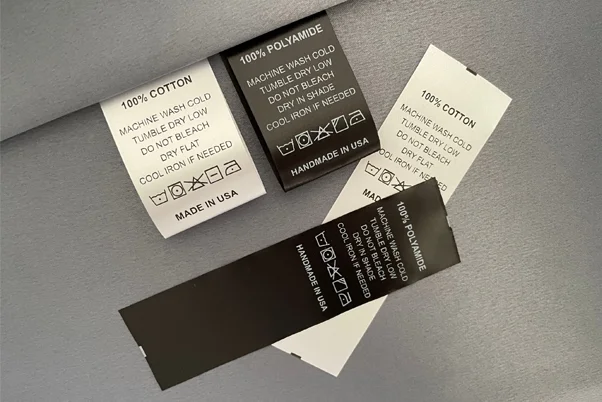 100% COTTON
MACHINE WASH COLD
TUMBLE DRY LOW
DO NOT BLEACH
DRY FLAT
COOL IRON IF NEEDED
MADE IN USA
100% POLYAMIDE
MACHINE WASH COLD
TUMBLE DRY LOW
DO NOT BLEACH
DRY IN SHADE
COOL IRON IF NEEDED
HANDMADE IN USA
100% COTTON
MACHINE WASH COLD
TUMBLE DRY LOW
DO NOT BLEACH
DRY FLAT
COOL IRON IF NEEDED
100% POLYAMIDE
MACHINE WASH COLD
TUMBLE DRY LOW
DO NOT BLEACH
DRY IN SHADE
COOL IRON IF NEEDED
HANDMADE IN USA